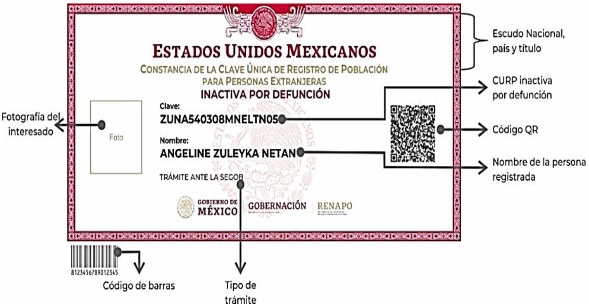 ESTADOS UNIDOS MEXICANOS
CONSTANCIA DE LA CLAVE ÚNICA DE REGISTRO DE POBLACIÓN
PARA PERSONAS EXTRANJERAS
INACTIVA POR DEFUNCIÓN
Clave:
ZUNA540308MNELTN05
Nombre:
ANGELINE ZULEYKA NETAN
TRÁMITE ANTE LA SEGOB
Foto
GOBIERNO DE
MÉXICO
GOBERNACIÓN
RENAPO
8123456789012345
Fotografía del
interesado
Escudo Nacional,
país y título
CURP inactiva
por defunción
Código QR
Nombre de la persona
registrada
Código de barras
Tipo de
trámite